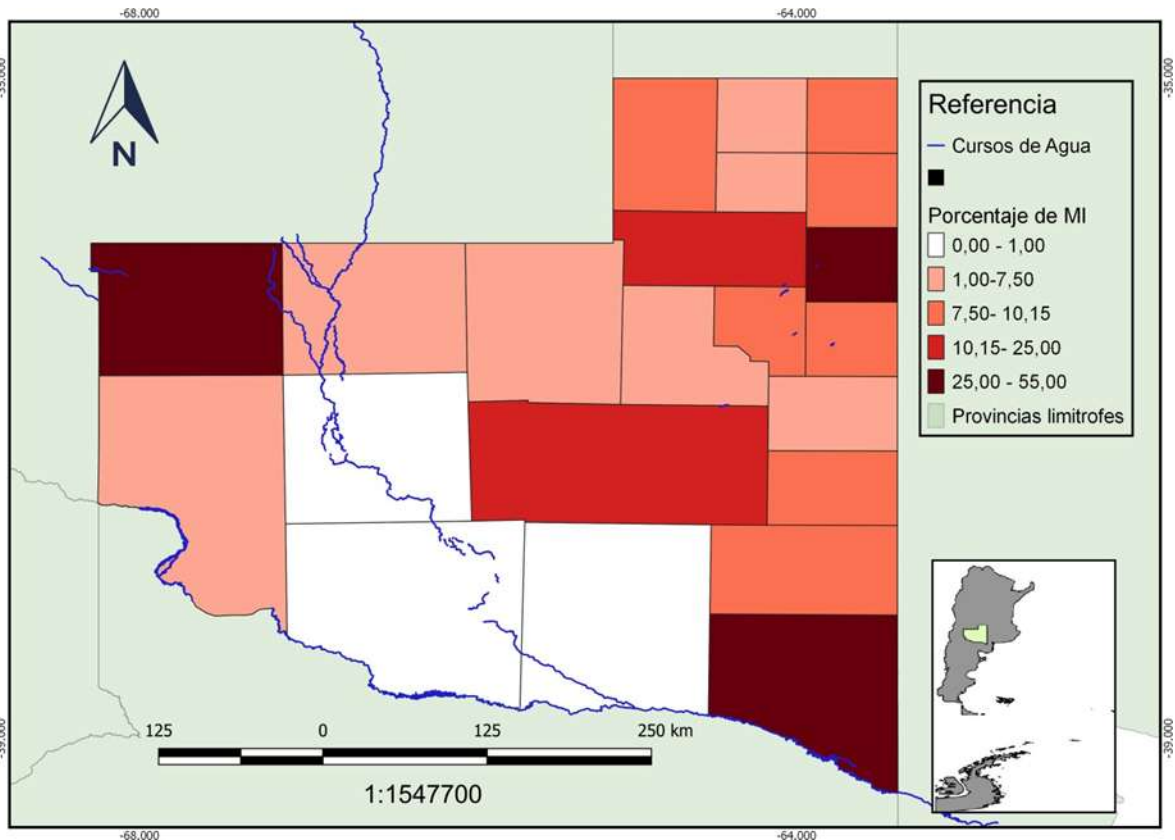 -68.000
-64.000
-35.000
-35.000
N
Referencia
Cursos de Agua
Porcentaje de MI
0,00 - 1,00
1,00-7,50
7,50- 10,15
10,15- 25,00
25,00 - 55,00
Provincias limitrofes
125
0
125
250 km
1:1547700
-39.000
-39.000
-68.000
-64.000